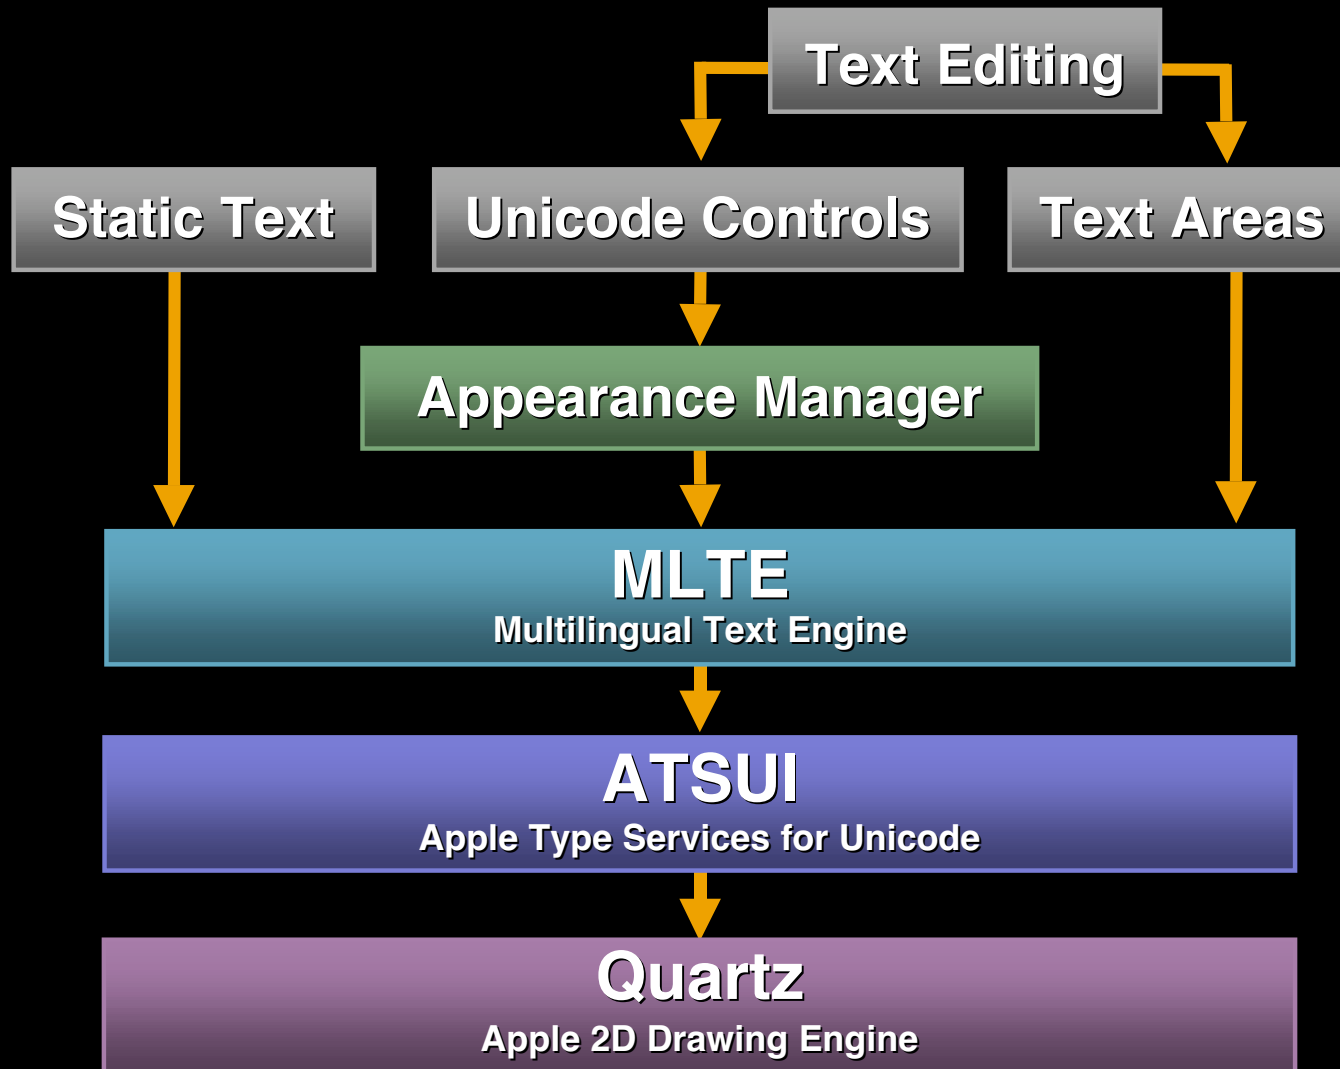 Text Editing
Static Text
Unicode Controls
Text Areas
Appearance Manager
MLTE
Multilingual Text Engine
ATSUI
Apple Type Services for Unicode
Quartz
Apple 2D Drawing Engine